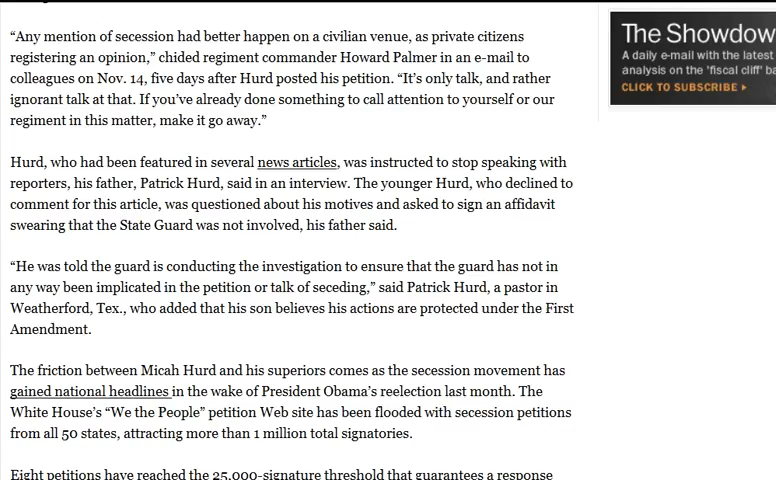 “Any mention of secession had better happen on a civilian venue, as private citizens
registering an opinion,” chided regiment commander Howard Palmer in an e-mail to
colleagues on Nov. 14, five days after Hurd posted his petition. “It’s only talk, and rather
ignorant talk at that. If you’ve already done something to call attention to yourself or our
regiment in this matter, make it go away.”
Hurd, who had been featured in several news articles, was instructed to stop speaking with
reporters, his father, Patrick Hurd, said in an interview. The younger Hurd, who declined to
comment for this article, was questioned about his motives and asked to sign an affidavit
swearing that the State Guard was not involved, his father said.
“He was told the guard is conducting the investigation to ensure that the guard has not in
any way been implicated in the petition or talk of seceding,” said Patrick Hurd, a pastor in
Weatherford, Tex., who added that his son believes his actions are protected under the First
Amendment.
The friction between Micah Hurd and his superiors comes as the secession movement has
gained national headlines in the wake of President Obama’s reelection last month. The
White House’s “We the People” petition Web site has been flooded with secession petitions
from all 50 states, attracting more than 1 million total signatories.
Eight petitions have reached the 25,000-signature threshold that guarantees a response
The Showdow
A daily e-mail with the latest
analysis on the 'fiscal cliff' ba
CLICK TO SUBSCRIBE